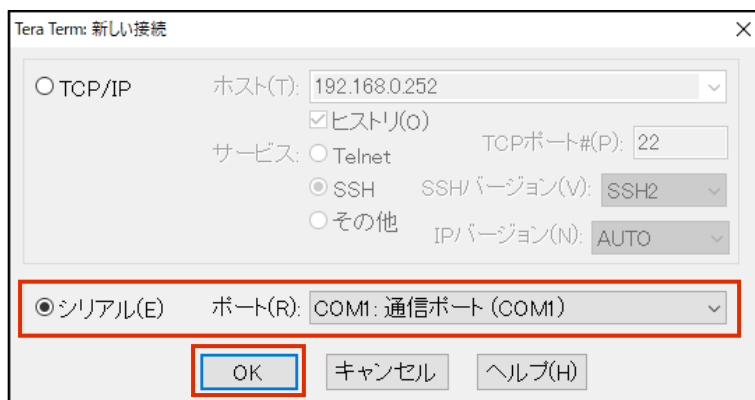 Tera Term: 新しい接続
TCP/IP ホスト(T): 192.168.0.252
ヒストリ(O)
サービス: Telnet TCPポート#(P): 22
SSH SSHバージョン(V): SSH2
その他 IPバージョン(N): AUTO
シリアル(E) ポート(R): COM1: 通信ポート (COM1)
OK キャンセル ヘルプ(H)